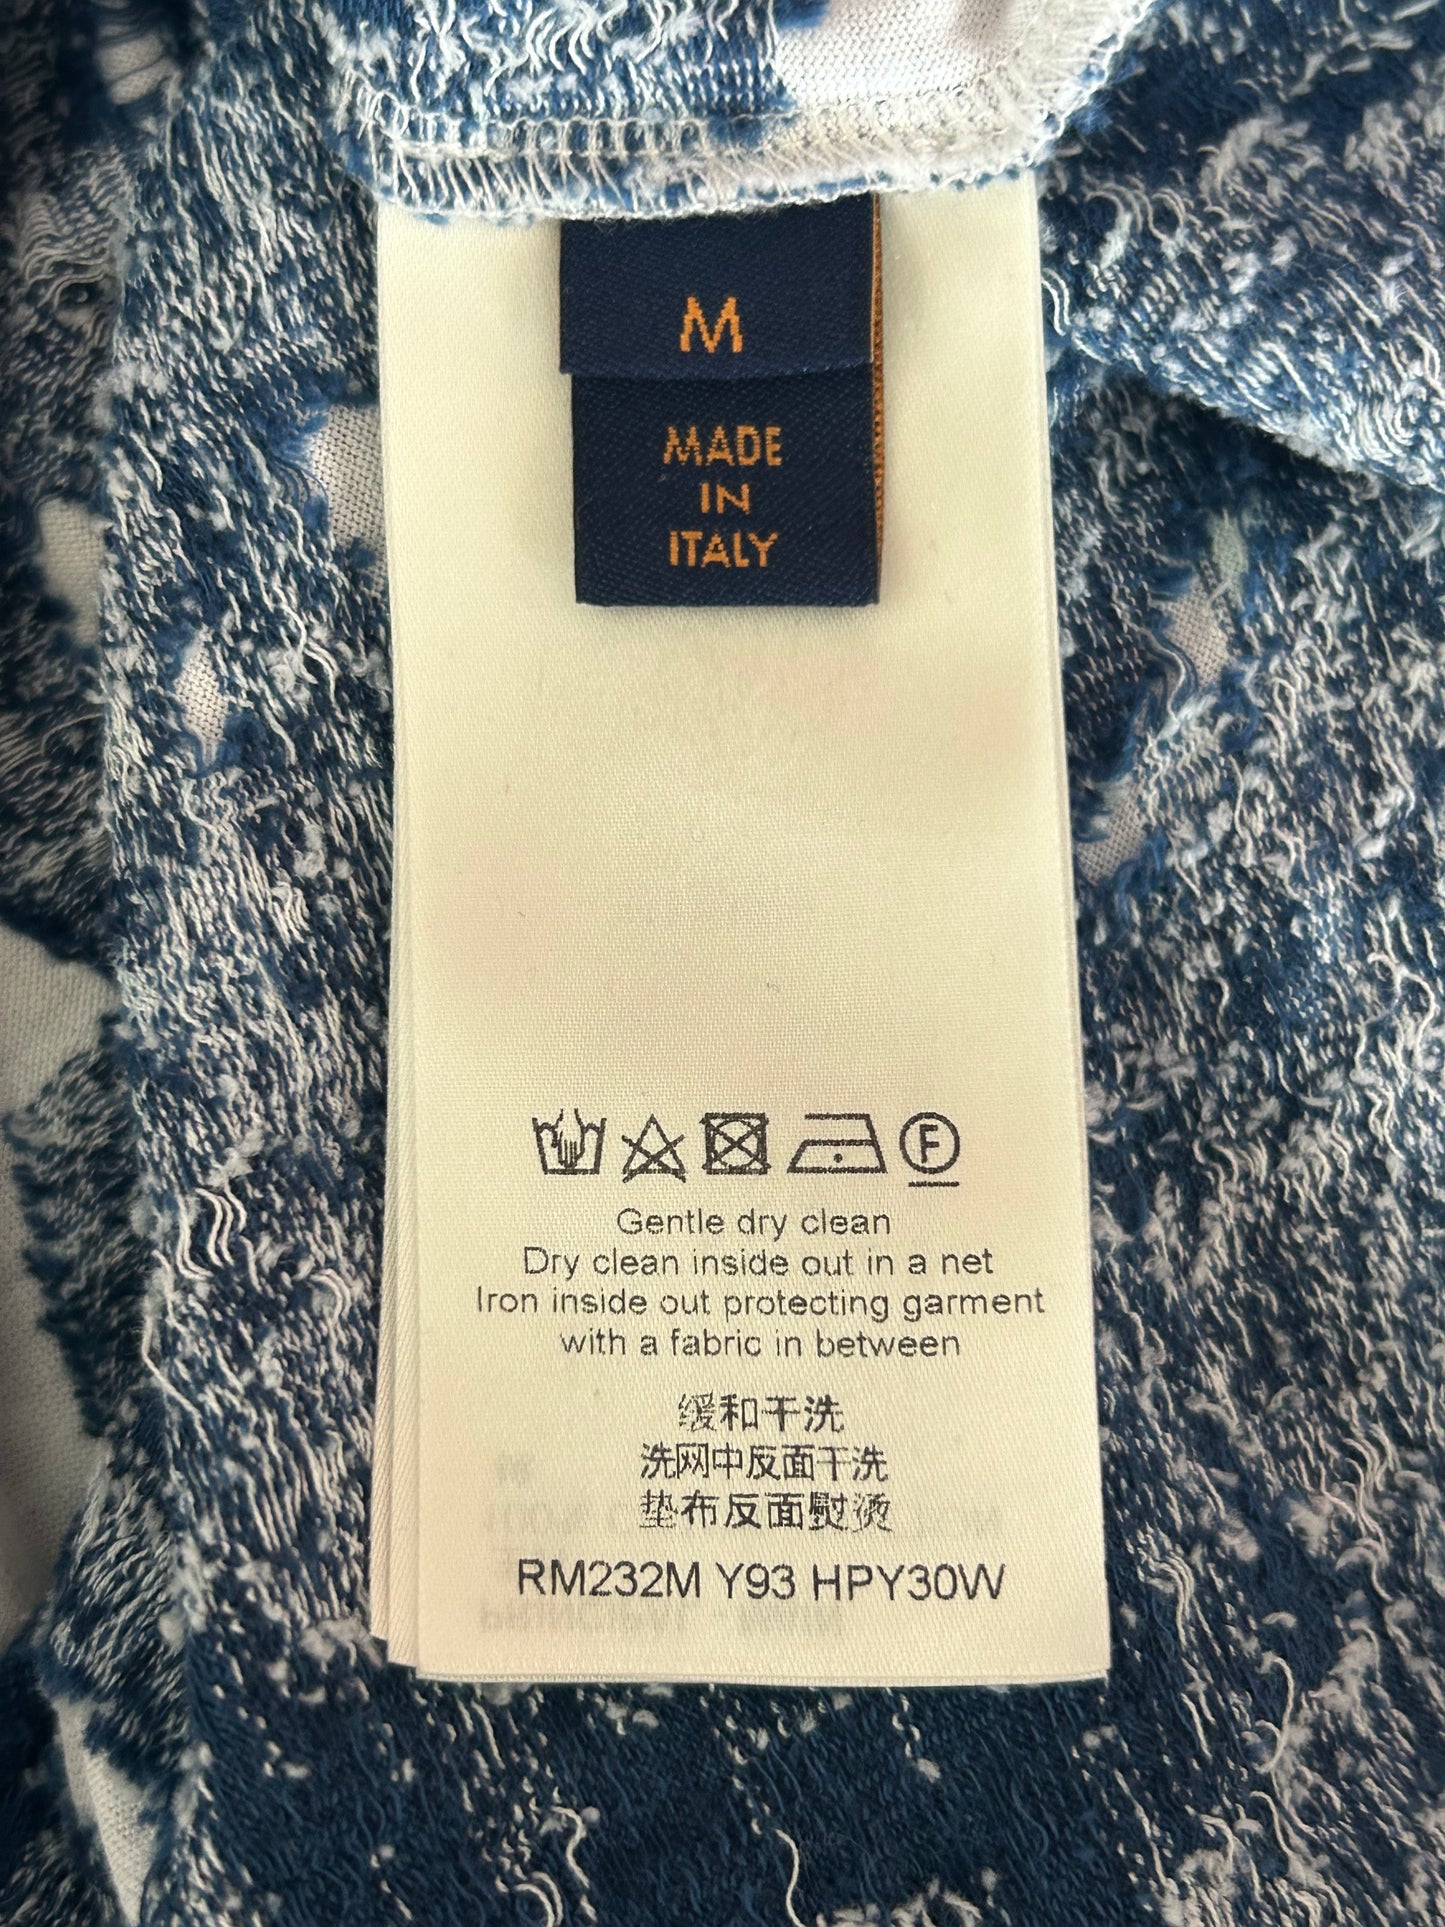 M
MADE
IN
ITALY
F
Gentle dry clean
Dry clean inside out in a net
Iron inside out protecting garment
with a fabric in between
缓和干洗
洗网中反面干洗
垫布反面熨烫
RM232M Y93 HPY30W